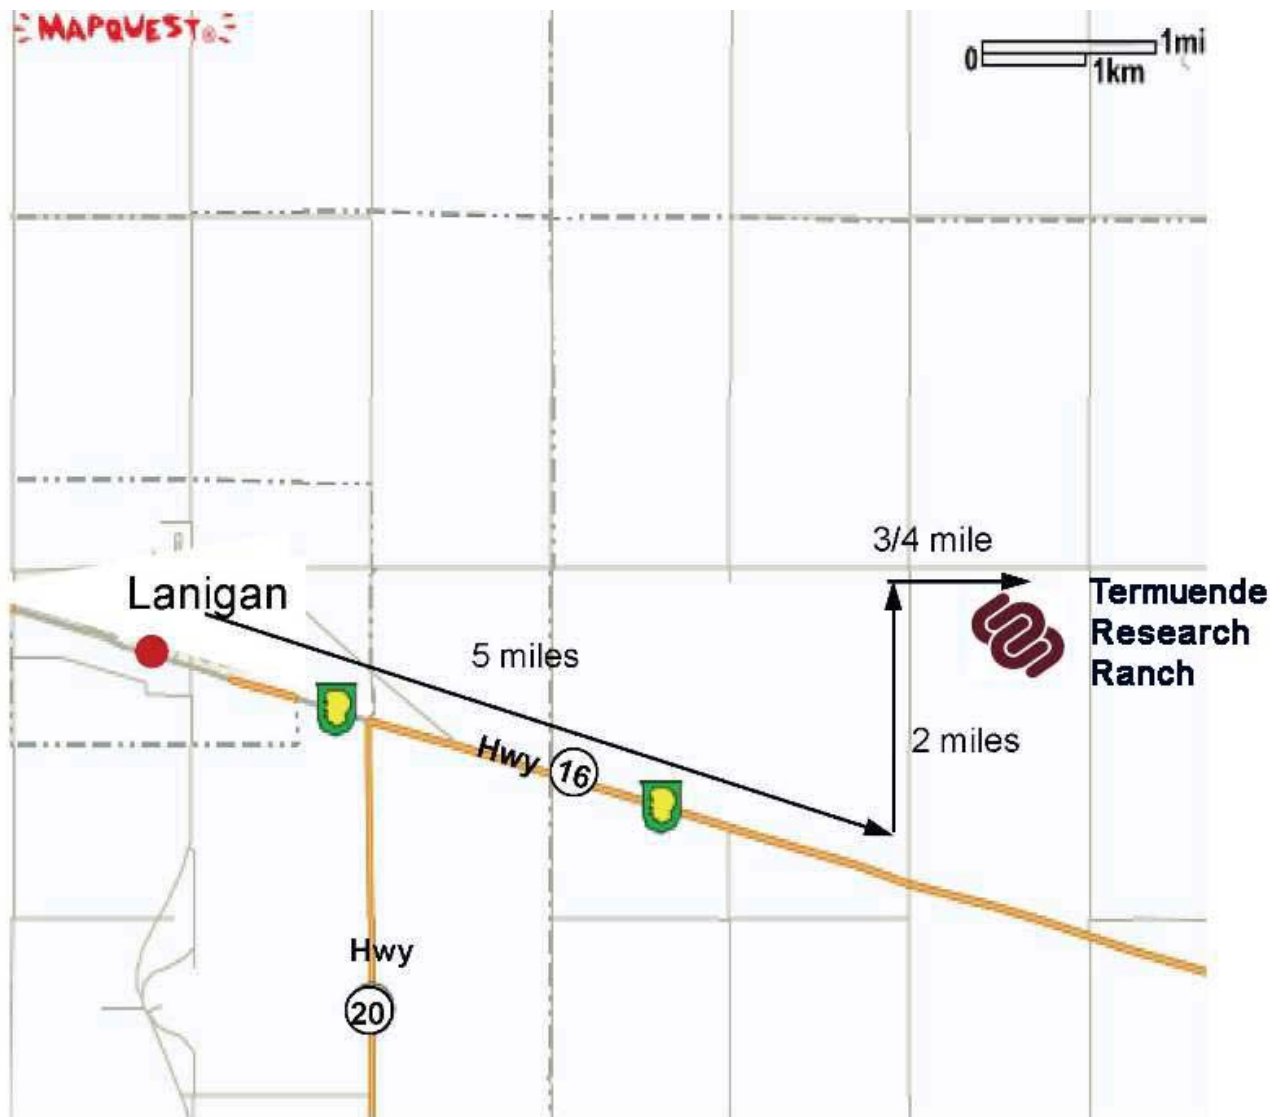 MAPQUEST®
0
1mi
1km
3/4 mile
Lanigan
Termuende
Research
Ranch
5 miles
2 miles
Hwy 16
Hwy
20